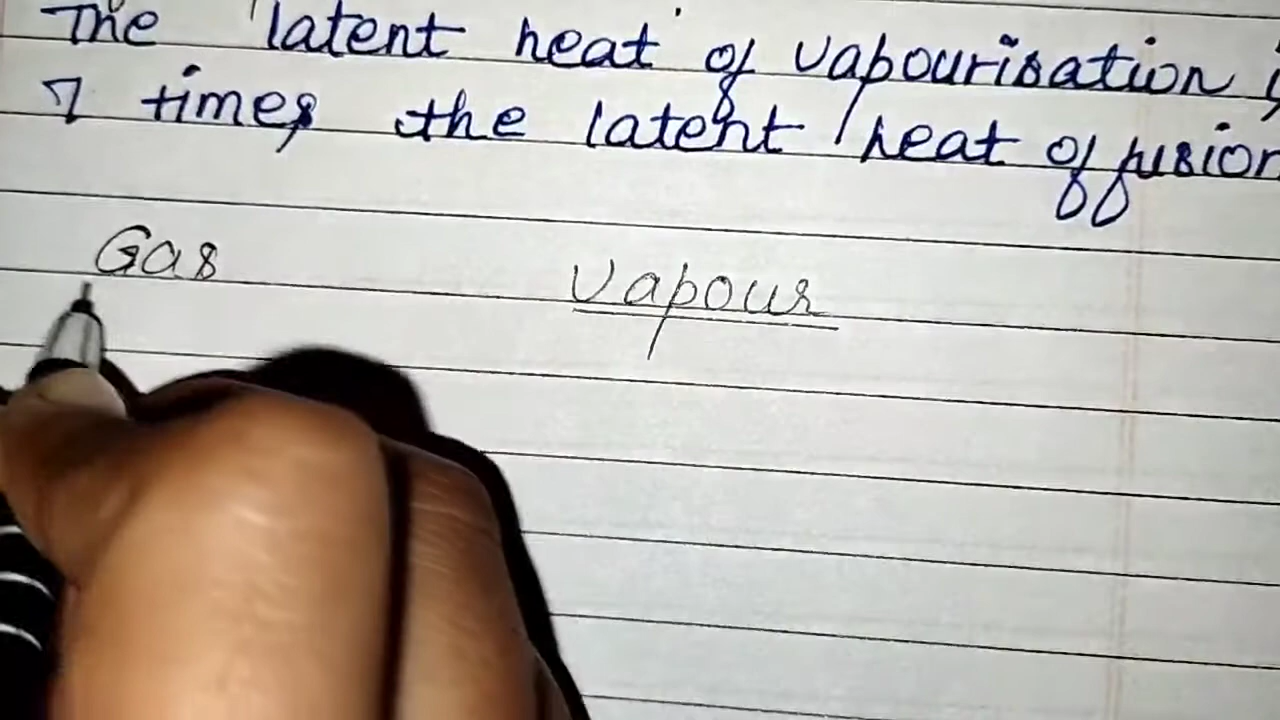 The latent heat of vapourisation
7 times the latent heat of fusion
Gas Vapour